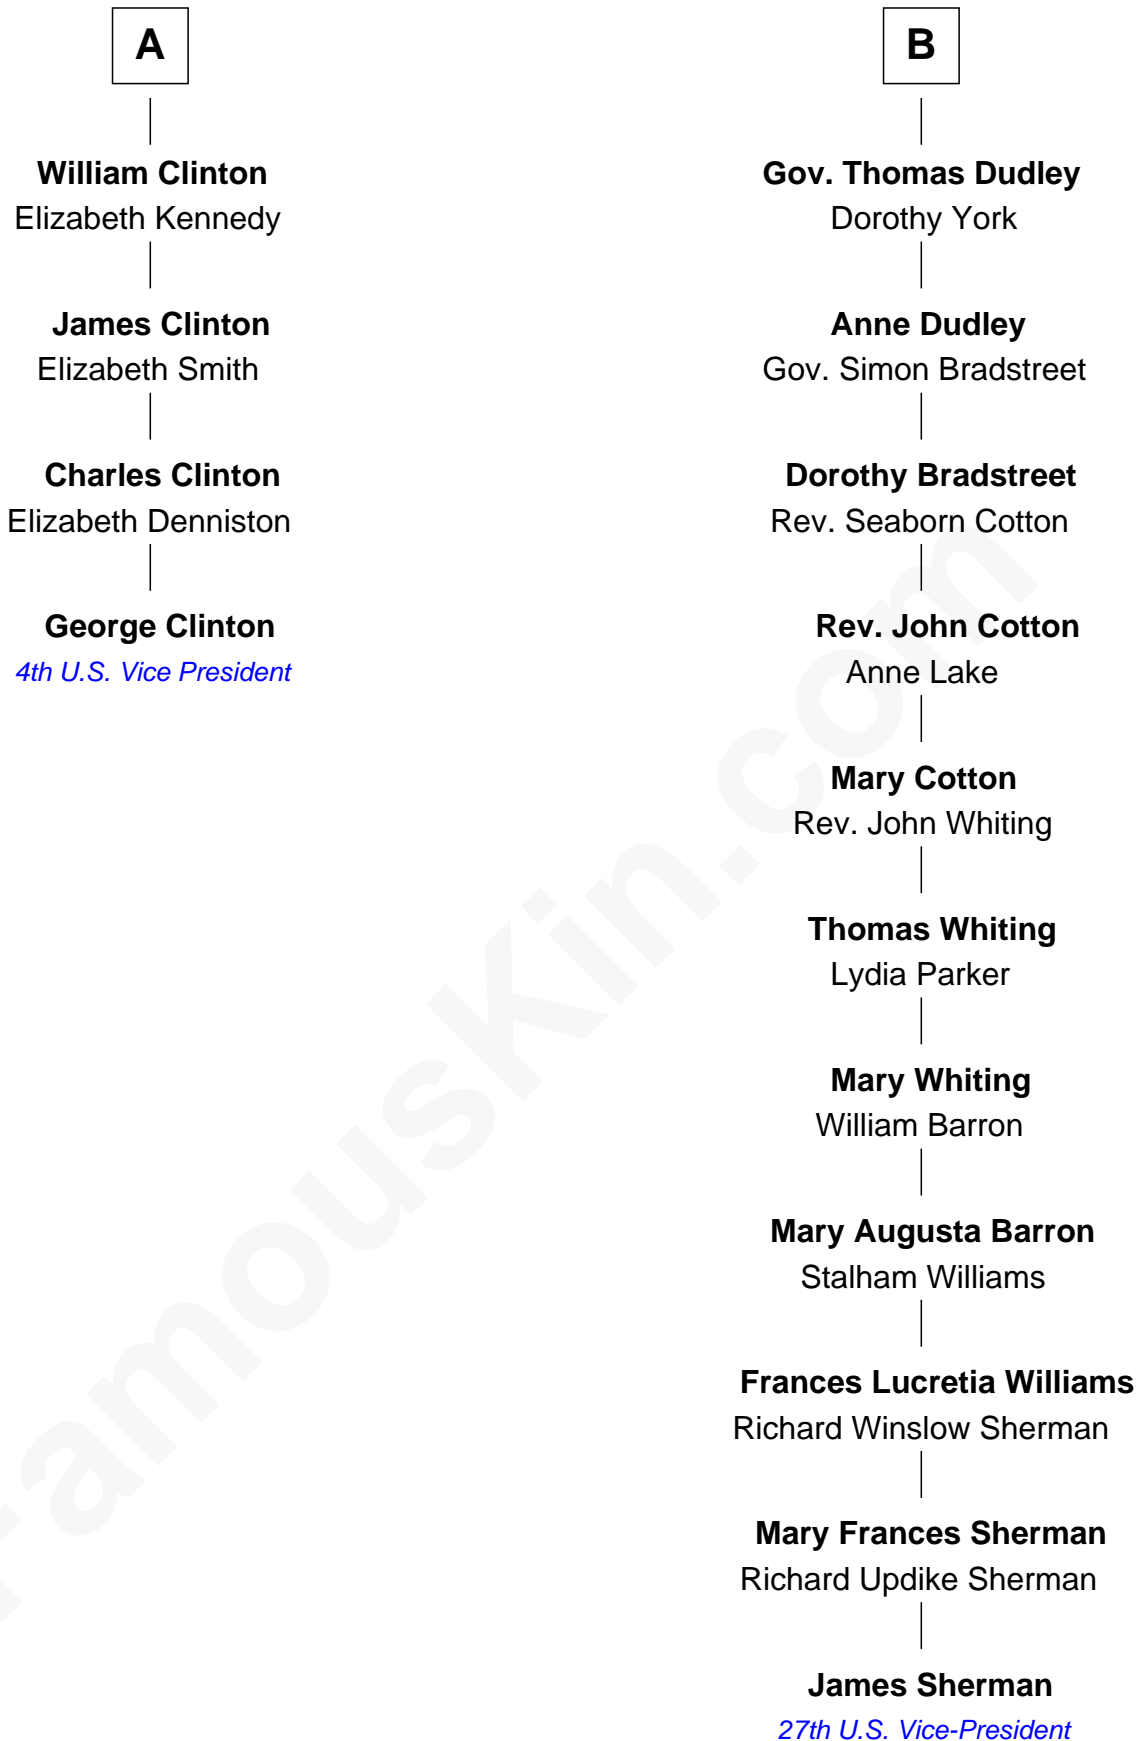 A
William Clinton
Elizabeth Kennedy
James Clinton
Elizabeth Smith
Charles Clinton
Elizabeth Denniston
George Clinton
4th U.S. Vice President
B
Gov. Thomas Dudley
Dorothy York
Anne Dudley
Gov. Simon Bradstreet
Dorothy Bradstreet
Rev. Seaborn Cotton
Rev. John Cotton
Anne Lake
Mary Cotton
Rev. John Whiting
Thomas Whiting
Lydia Parker
Mary Whiting
William Barron
Mary Augusta Barron
Stalham Williams
Frances Lucretia Williams
Richard Winslow Sherman
Mary Frances Sherman
Richard Updike Sherman
James Sherman
27th U.S. Vice-President
FamousKin.com